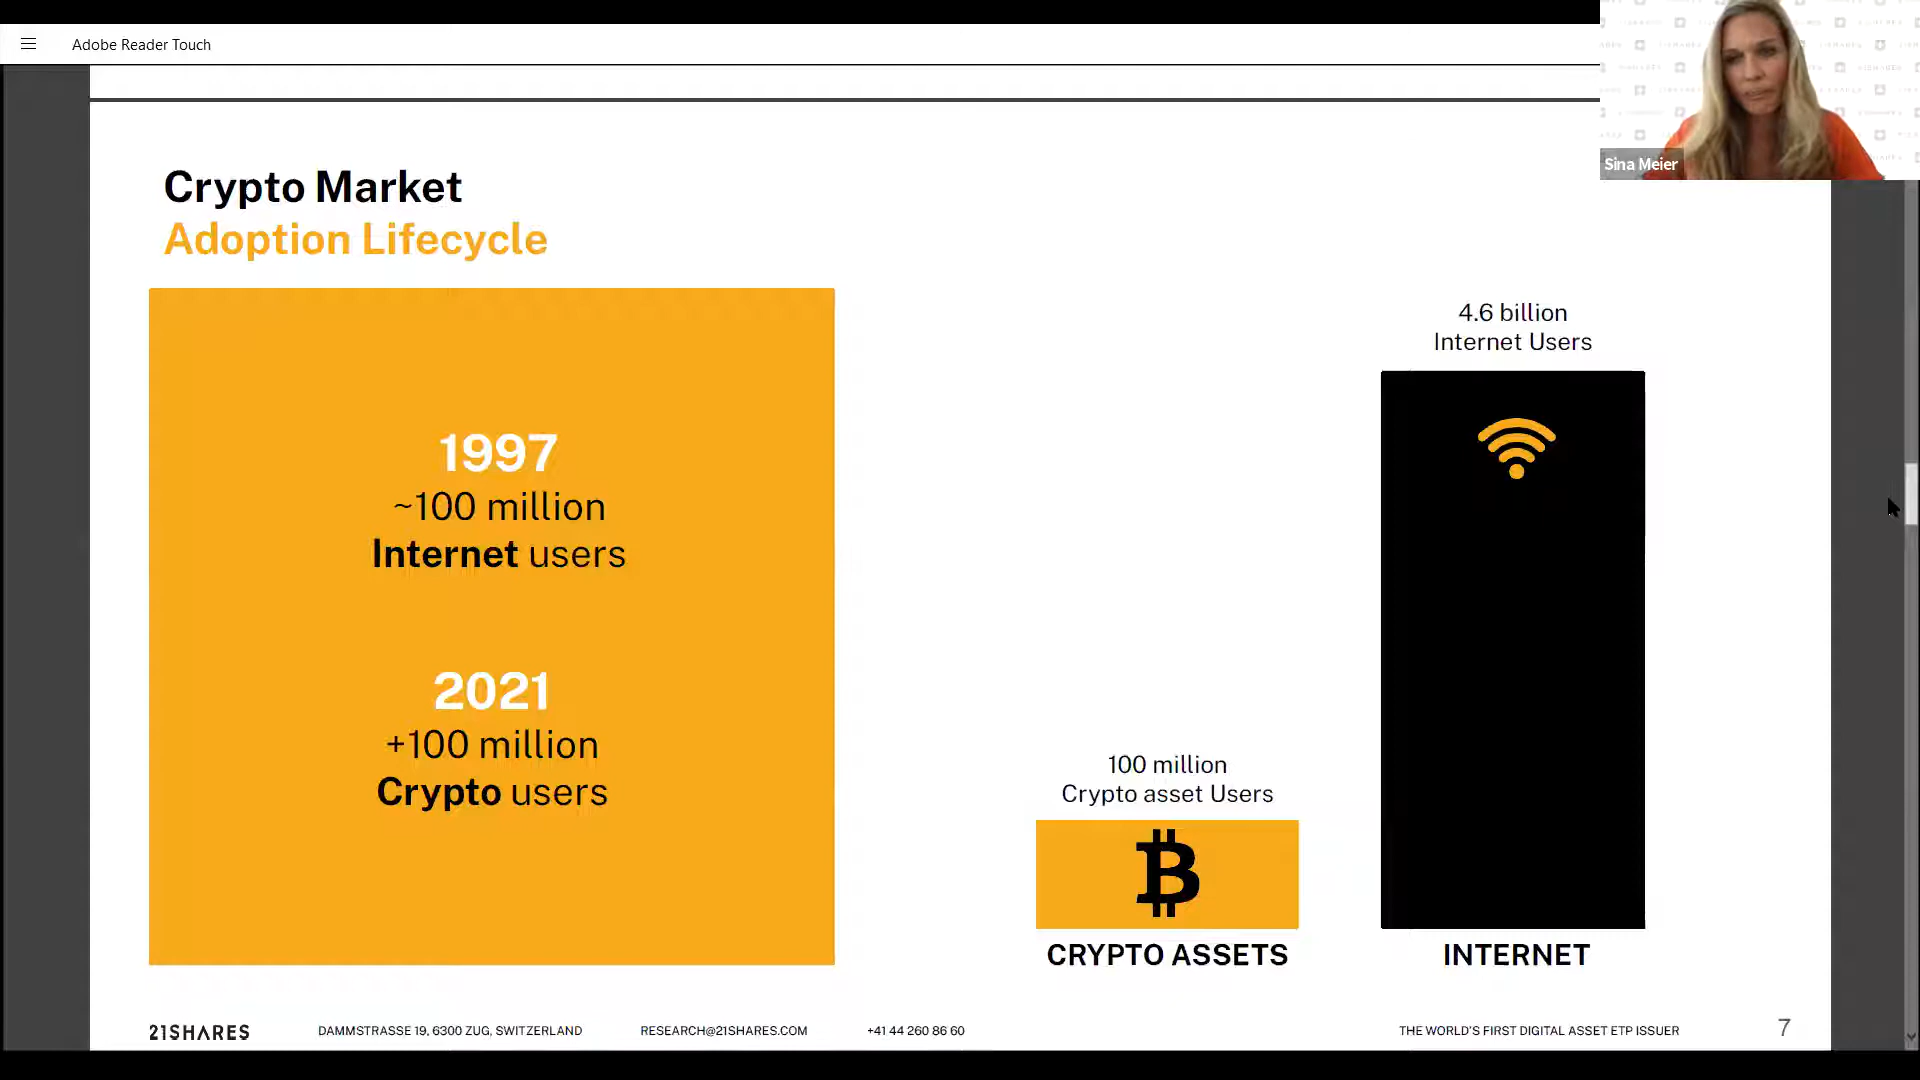 Adobe Reader Touch
Sina Meier
Crypto Market
Adoption Lifecycle
1997
~100 million
Internet users
2021
+100 million
Crypto users
4.6 billion
Internet Users
100 million
Crypto asset Users
CRYPTO ASSETS
INTERNET
21SHARES
DAMMSTRASSE 19, 6300 ZUG, SWITZERLAND
RESEARCH@21SHARES.COM
+41 44 260 86 60
THE WORLD'S FIRST DIGITAL ASSET ETP ISSUER
7